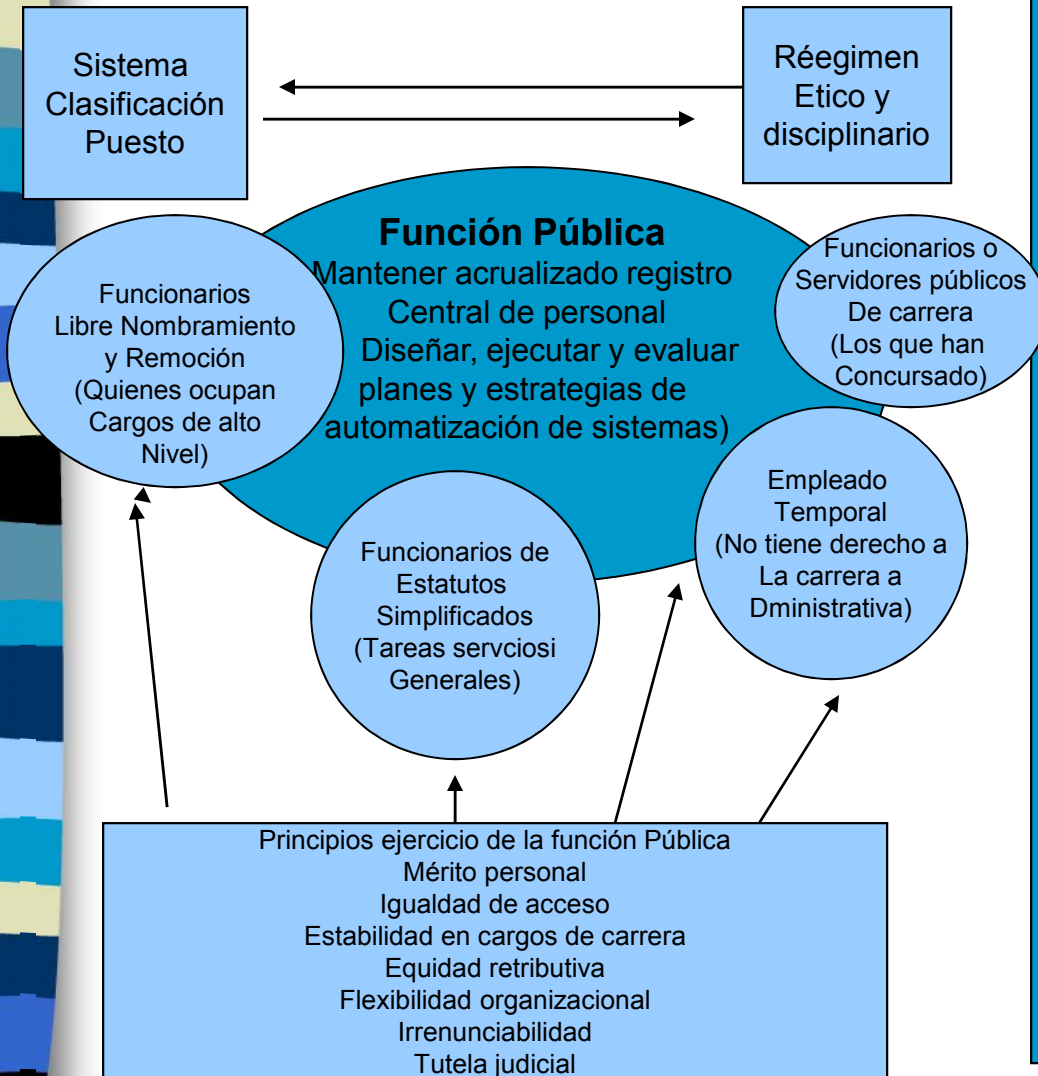 Sistema
Clasificación
Puesto
Réegimen
Etico y
disciplinario
Función Pública
Mantener acrualizado registro
Central de personal
Diseñar, ejecutar y evaluar
planes y estrategias de
automatización de sistemas)
Funcionarios
Libre Nombramiento
y Remoción
(Quienes ocupan
Cargos de alto
Nivel)
Funcionarios o
Servidores públicos
De carrera
(Los que han
Concursado)
Funcionarios de
Estatutos
Simplificados
(Tareas servciosi
Generales)
Empleado
Temporal
(No tiene derecho a
La carrera a
Dministrativa)
Principios ejercicio de la función Pública
Mérito personal
Igualdad de acceso
Estabilidad en cargos de carrera
Equidad retributiva
Flexibilidad organizacional
Irrenunciabilidad
Tutela judicial